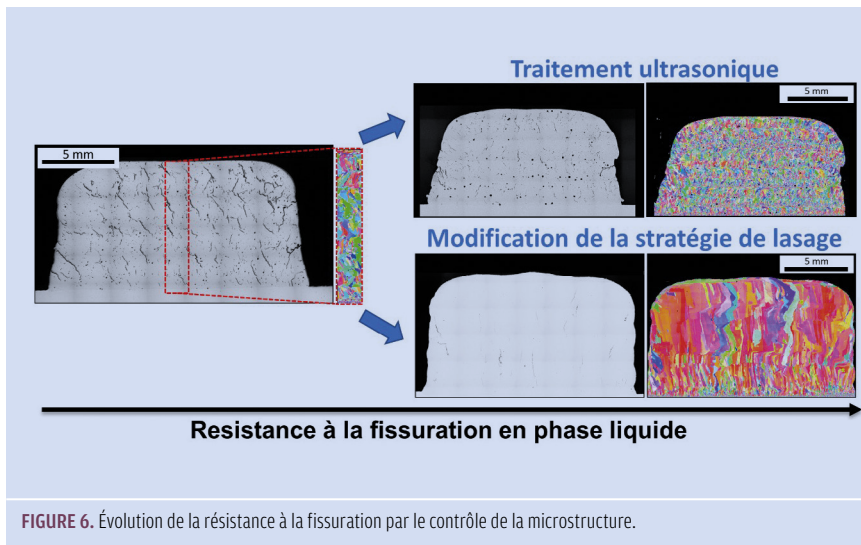 Traitement ultrasonique
5 mm
5 mm
Modification de la stratégie de lasage
5 mm
Resistance à la fissuration en phase liquide
FIGURE 6. Évolution de la résistance à la fissuration par le contrôle de la microstructure.